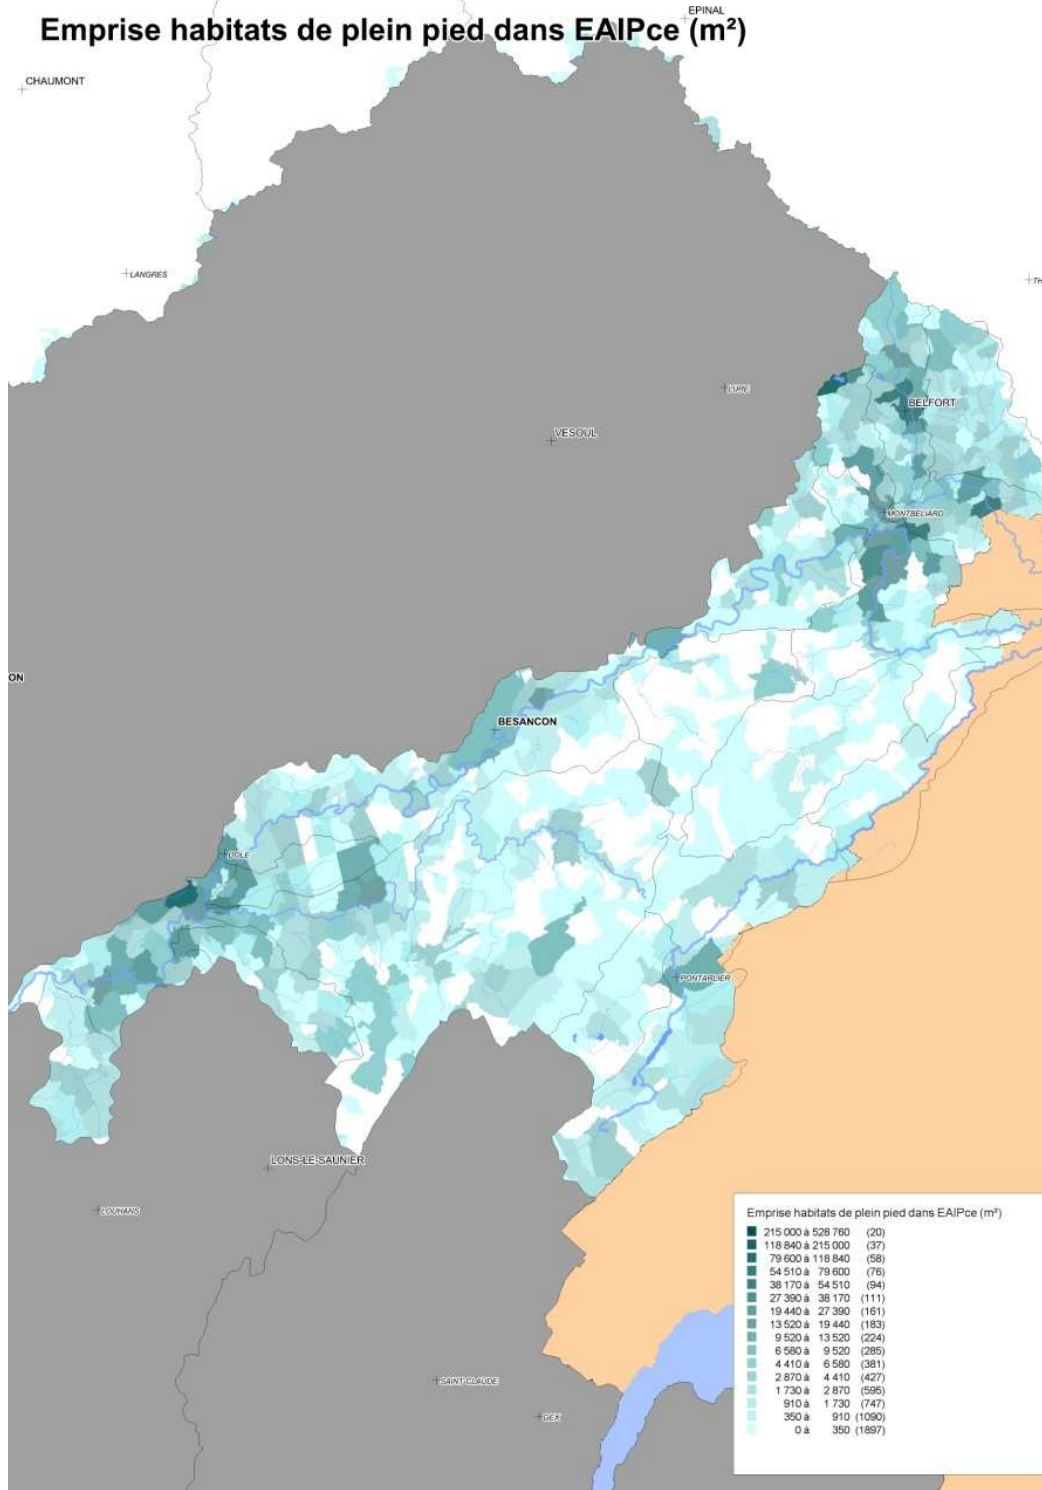 Emprise habitats de plein pied dans EAIPce (m²)
EPINAL
CHAUMONT
LANGRES
TH
LURE
BELFORT
VESOUL
MONTBELIARD
ON
BESANCON
DOLE
PONTARLIER
LONS-LE-SAUNIER
LOUHANS
SAINT-CLAUDE
GEX
Emprise habitats de plein pied dans EAIPce (m²)
215 000 à 528 760 (20)
118 840 à 215 000 (37)
79 600 à 118 840 (58)
54 510 à 79 600 (76)
38 170 à 54 510 (94)
27 390 à 38 170 (111)
19 440 à 27 390 (161)
13 520 à 19 440 (183)
9 520 à 13 520 (224)
6 580 à 9 520 (285)
4 410 à 6 580 (381)
2 870 à 4 410 (427)
1 730 à 2 870 (595)
910 à 1 730 (747)
350 à 910 (1090)
0 à 350 (1897)